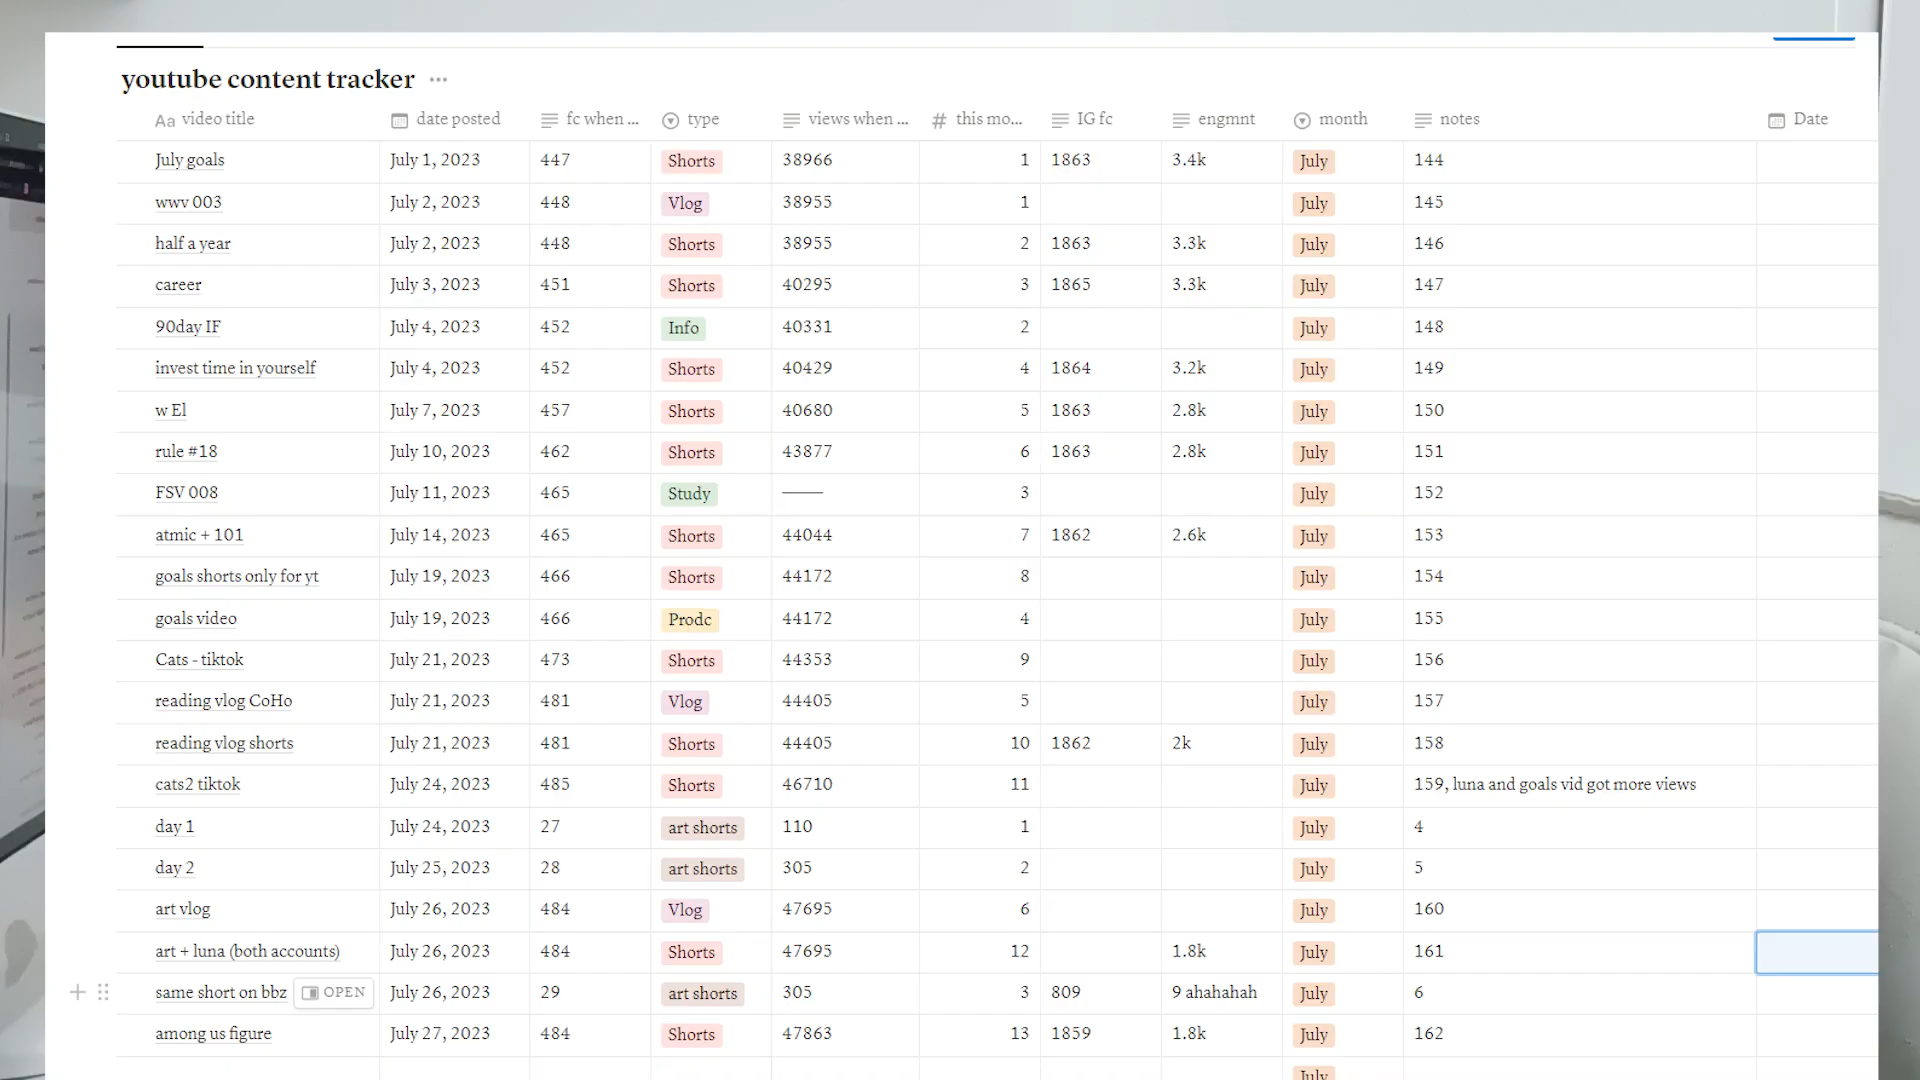 youtube content tracker ...
Aa video title date posted fc when ... type views when ... # this mo... IG fc engmnt month notes Date
July goals July 1, 2023 447 Shorts 38966 1 1863 3.4k July 144
wwv 003 July 2, 2023 448 Vlog 38955 1 July 145
half a year July 2, 2023 448 Shorts 38955 2 1863 3.3k July 146
career July 3, 2023 451 Shorts 40295 3 1865 3.3k July 147
90day IF July 4, 2023 452 Info 40331 2 July 148
invest time in yourself July 4, 2023 452 Shorts 40429 4 1864 3.2k July 149
w El July 7, 2023 457 Shorts 40680 5 1863 2.8k July 150
rule #18 July 10, 2023 462 Shorts 43877 6 1863 2.8k July 151
FSV 008 July 11, 2023 465 Study —— 3 July 152
atmic + 101 July 14, 2023 465 Shorts 44044 7 1862 2.6k July 153
goals shorts only for yt July 19, 2023 466 Shorts 44172 8 July 154
goals video July 19, 2023 466 Prodc 44172 4 July 155
Cats - tiktok July 21, 2023 473 Shorts 44353 9 July 156
reading vlog CoHo July 21, 2023 481 Vlog 44405 5 July 157
reading vlog shorts July 21, 2023 481 Shorts 44405 10 1862 2k July 158
cats2 tiktok July 24, 2023 485 Shorts 46710 11 July 159, luna and goals vid got more views
day 1 July 24, 2023 27 art shorts 110 1 July 4
day 2 July 25, 2023 28 art shorts 305 2 July 5
art vlog July 26, 2023 484 Vlog 47695 6 July 160
art + luna (both accounts) July 26, 2023 484 Shorts 47695 12 1.8k July 161
same short on bbz OPEN July 26, 2023 29 art shorts 305 3 809 9 ahahahah July 6
among us figure July 27, 2023 484 Shorts 47863 13 1859 1.8k July 162
July